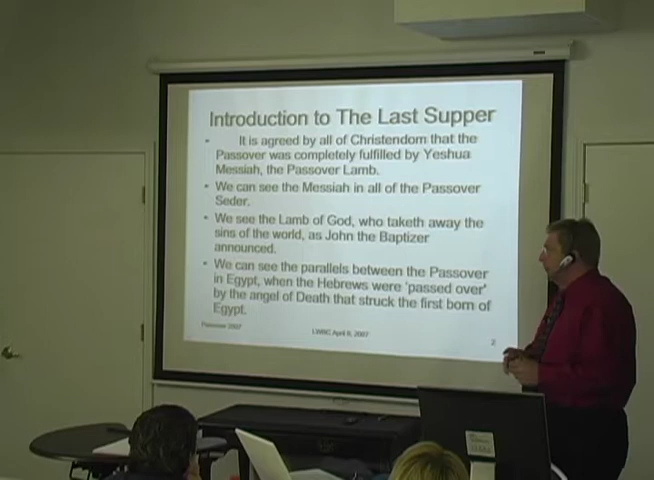 Introduction to The Last Supper
- It is agreed by all of Christendom that the
Passover was completely fulfilled by Yeshua
Messiah, the Passover Lamb.
- We can see the Messiah in all of the Passover
Seder.
- We see the Lamb of God, who taketh away the
sins of the world, as John the Baptizer
announced.
- We can see the parallels between the Passover
in Egypt, when the Hebrews were 'passed over'
by the angel of Death that struck the first born of
Egypt.
Passover 2007
April 8, 2007
2